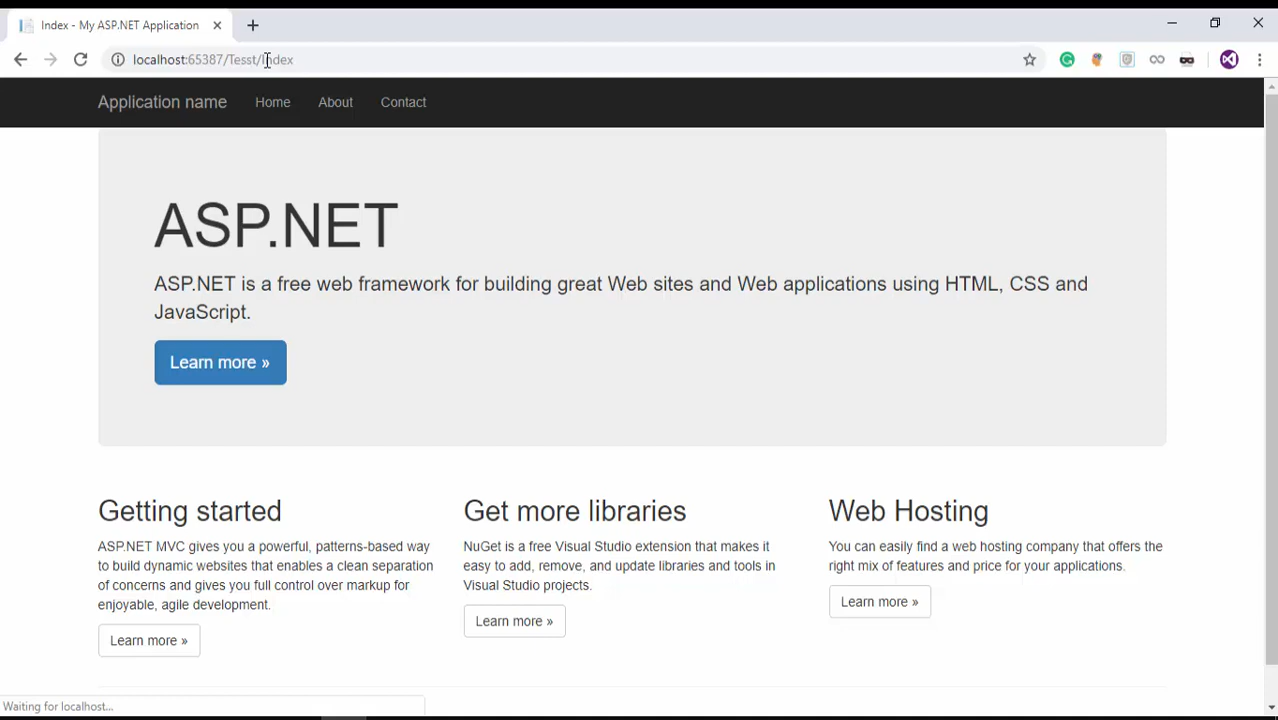 Index - My ASP.NET Application
localhost:65387/Tesst/Index
Application name Home About Contact
ASP.NET
ASP.NET is a free web framework for building great Web sites and Web applications using HTML, CSS and
JavaScript.
Learn more »
Getting started
ASP.NET MVC gives you a powerful, patterns-based way
to build dynamic websites that enables a clean separation
of concerns and gives you full control over markup for
enjoyable, agile development.
Learn more »
Get more libraries
NuGet is a free Visual Studio extension that makes it
easy to add, remove, and update libraries and tools in
Visual Studio projects.
Learn more »
Web Hosting
You can easily find a web hosting company that offers the
right mix of features and price for your applications.
Learn more »
Waiting for localhost...